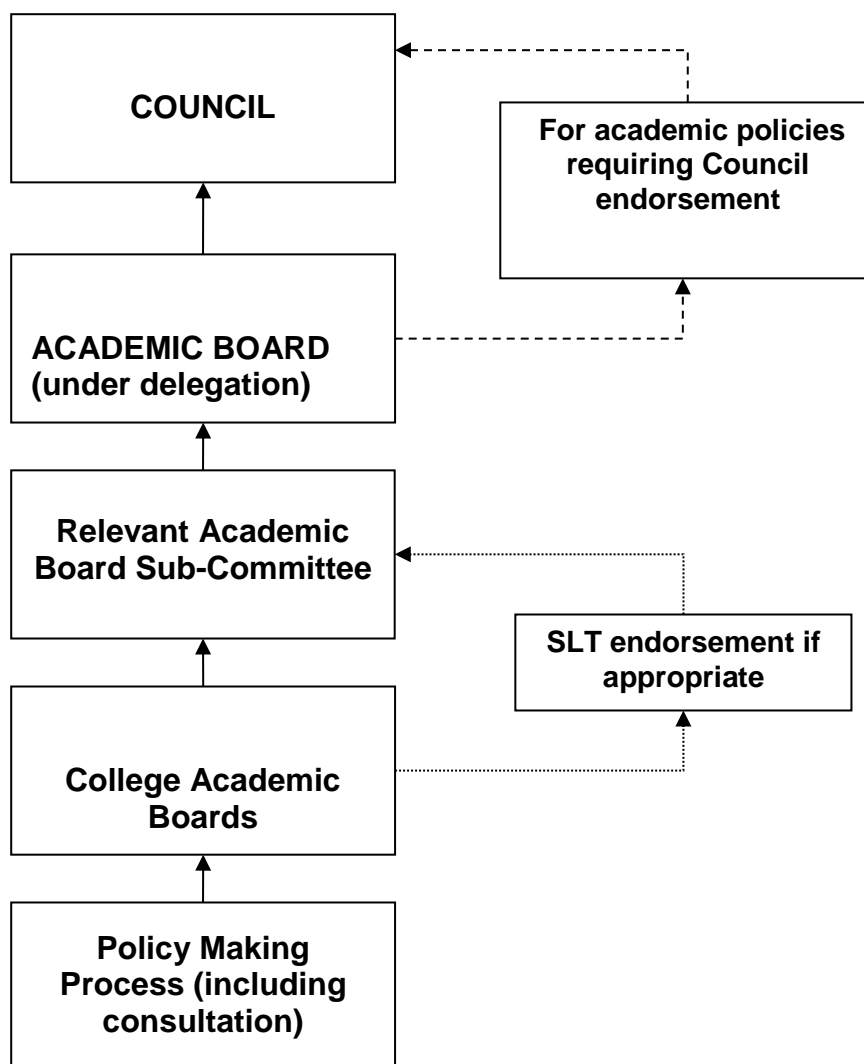 COUNCIL
For academic policies
requiring Council
endorsement
ACADEMIC BOARD
(under delegation)
Relevant Academic
Board Sub-Committee
SLT endorsement if
appropriate
College Academic
Boards
Policy Making
Process (including
consultation)